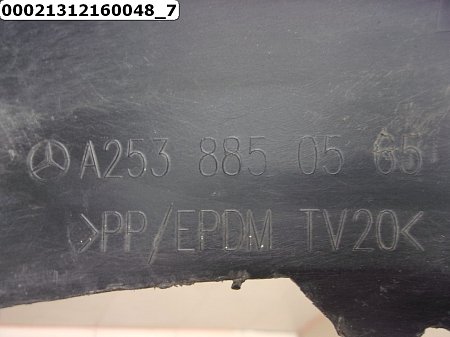 00021312160048_7
A253 885 05 65
>PP/EPDM TV20<